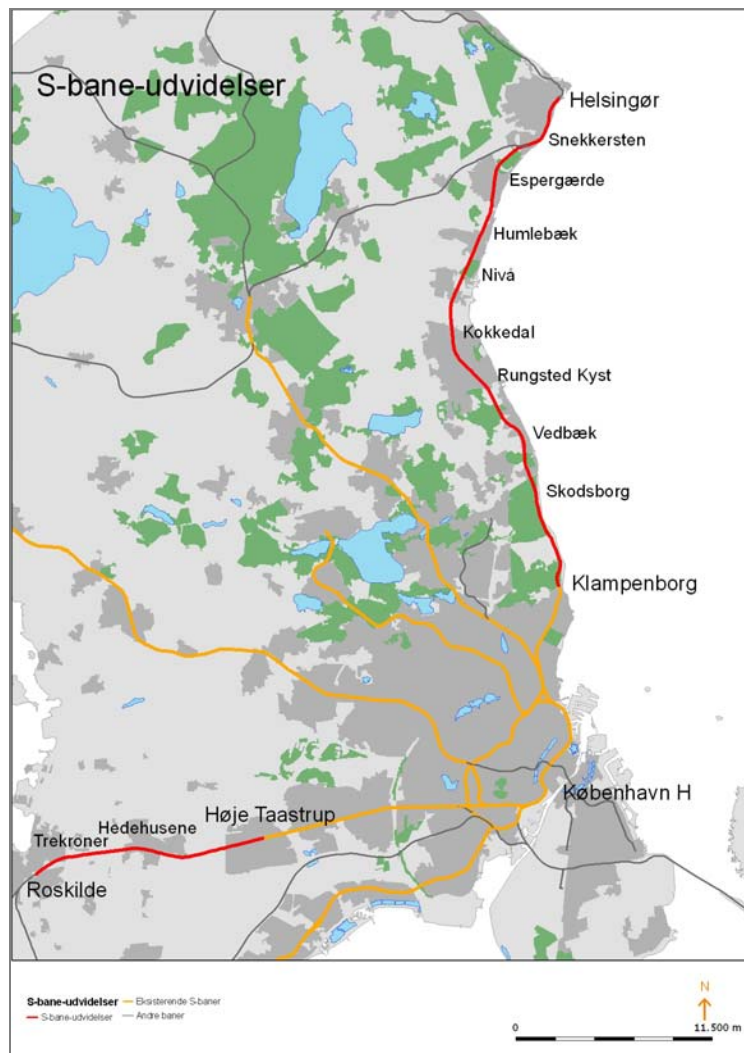 S-bane-udvidelser
Helsingør
Snekkersten
Espergærde
Humlebæk
Nivå
Kokkedal
Rungsted Kyst
Vedbæk
Skodsborg
Klampenborg
København H
Høje Taastrup
Hedehusene
Trekroner
Roskilde
S-bane-udvidelser
Eksisterende S-baner
S-bane-udvidelser
Andre baner
N
0 11.500 m